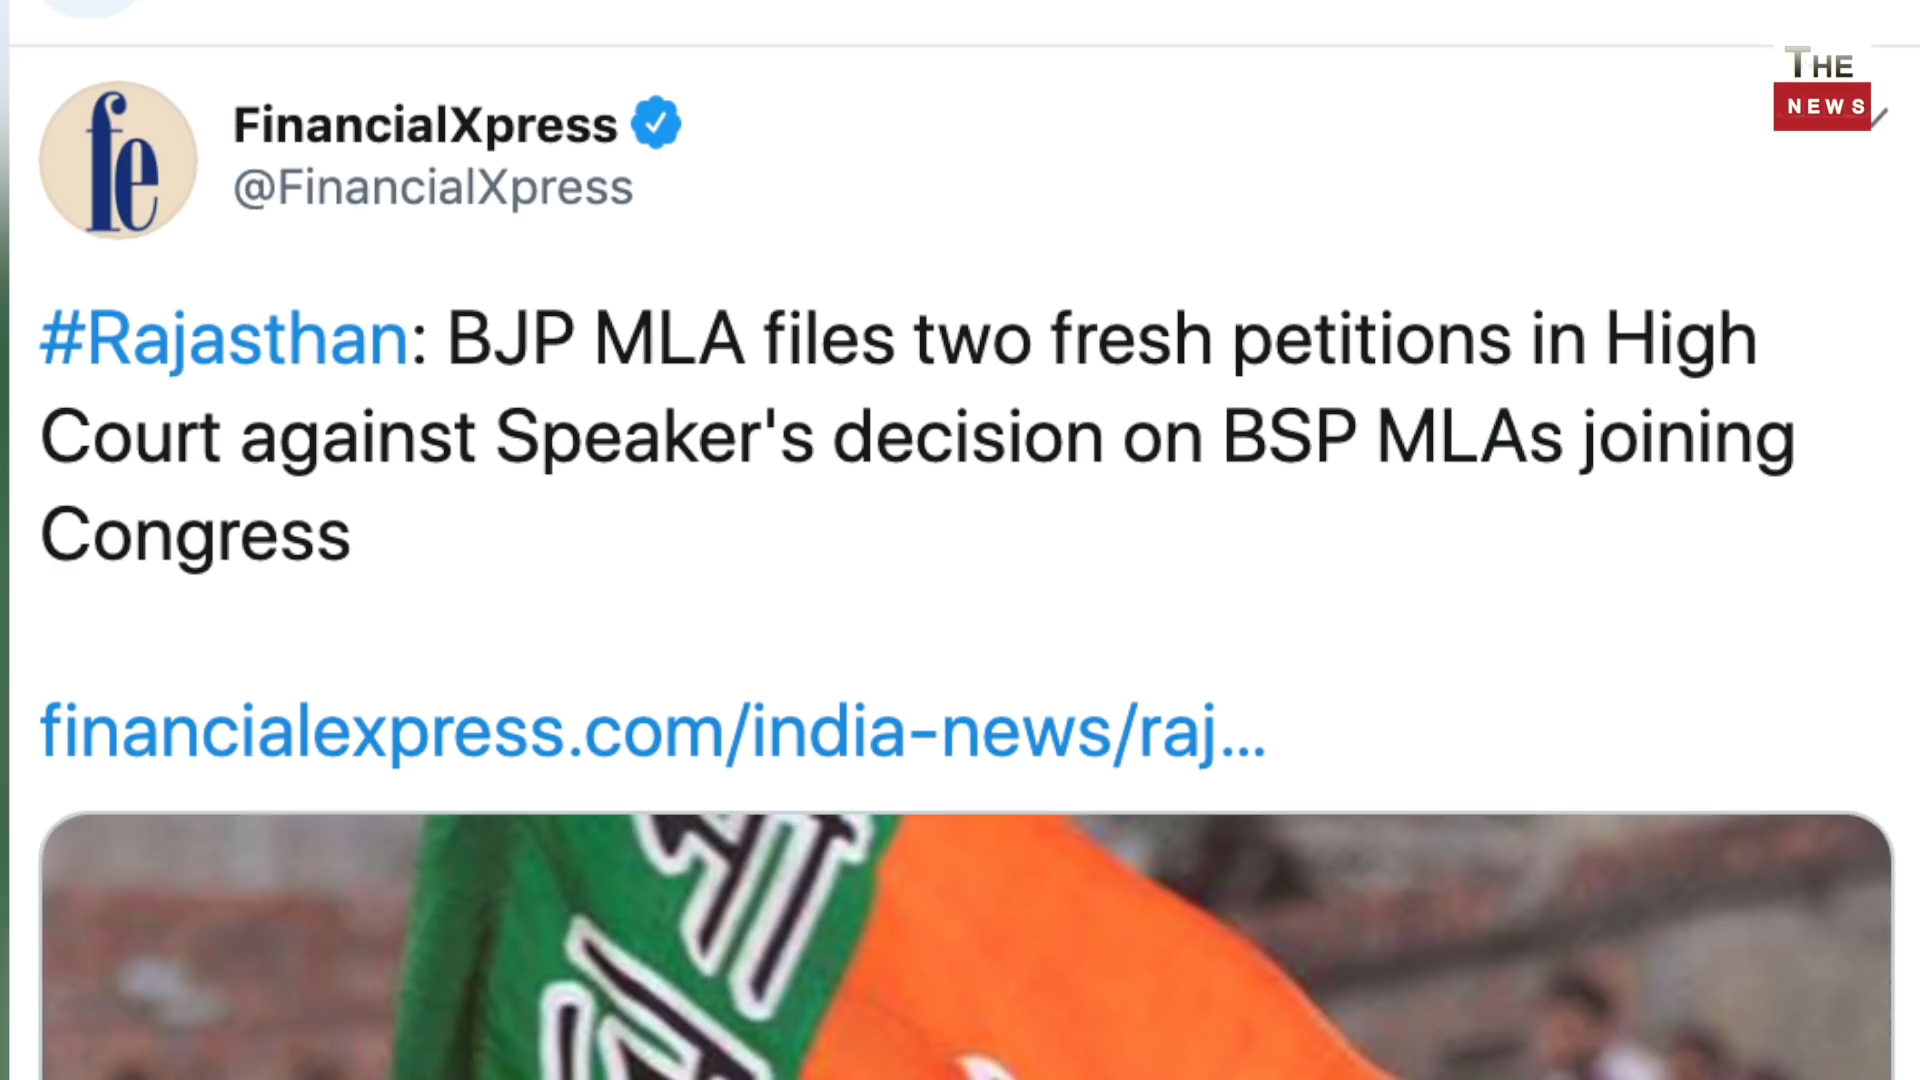 THE
NEWS
fe
FinancialXpress
@FinancialXpress
#Rajasthan: BJP MLA files two fresh petitions in High
Court against Speaker's decision on BSP MLAs joining
Congress
financialexpress.com/india-news/raj...